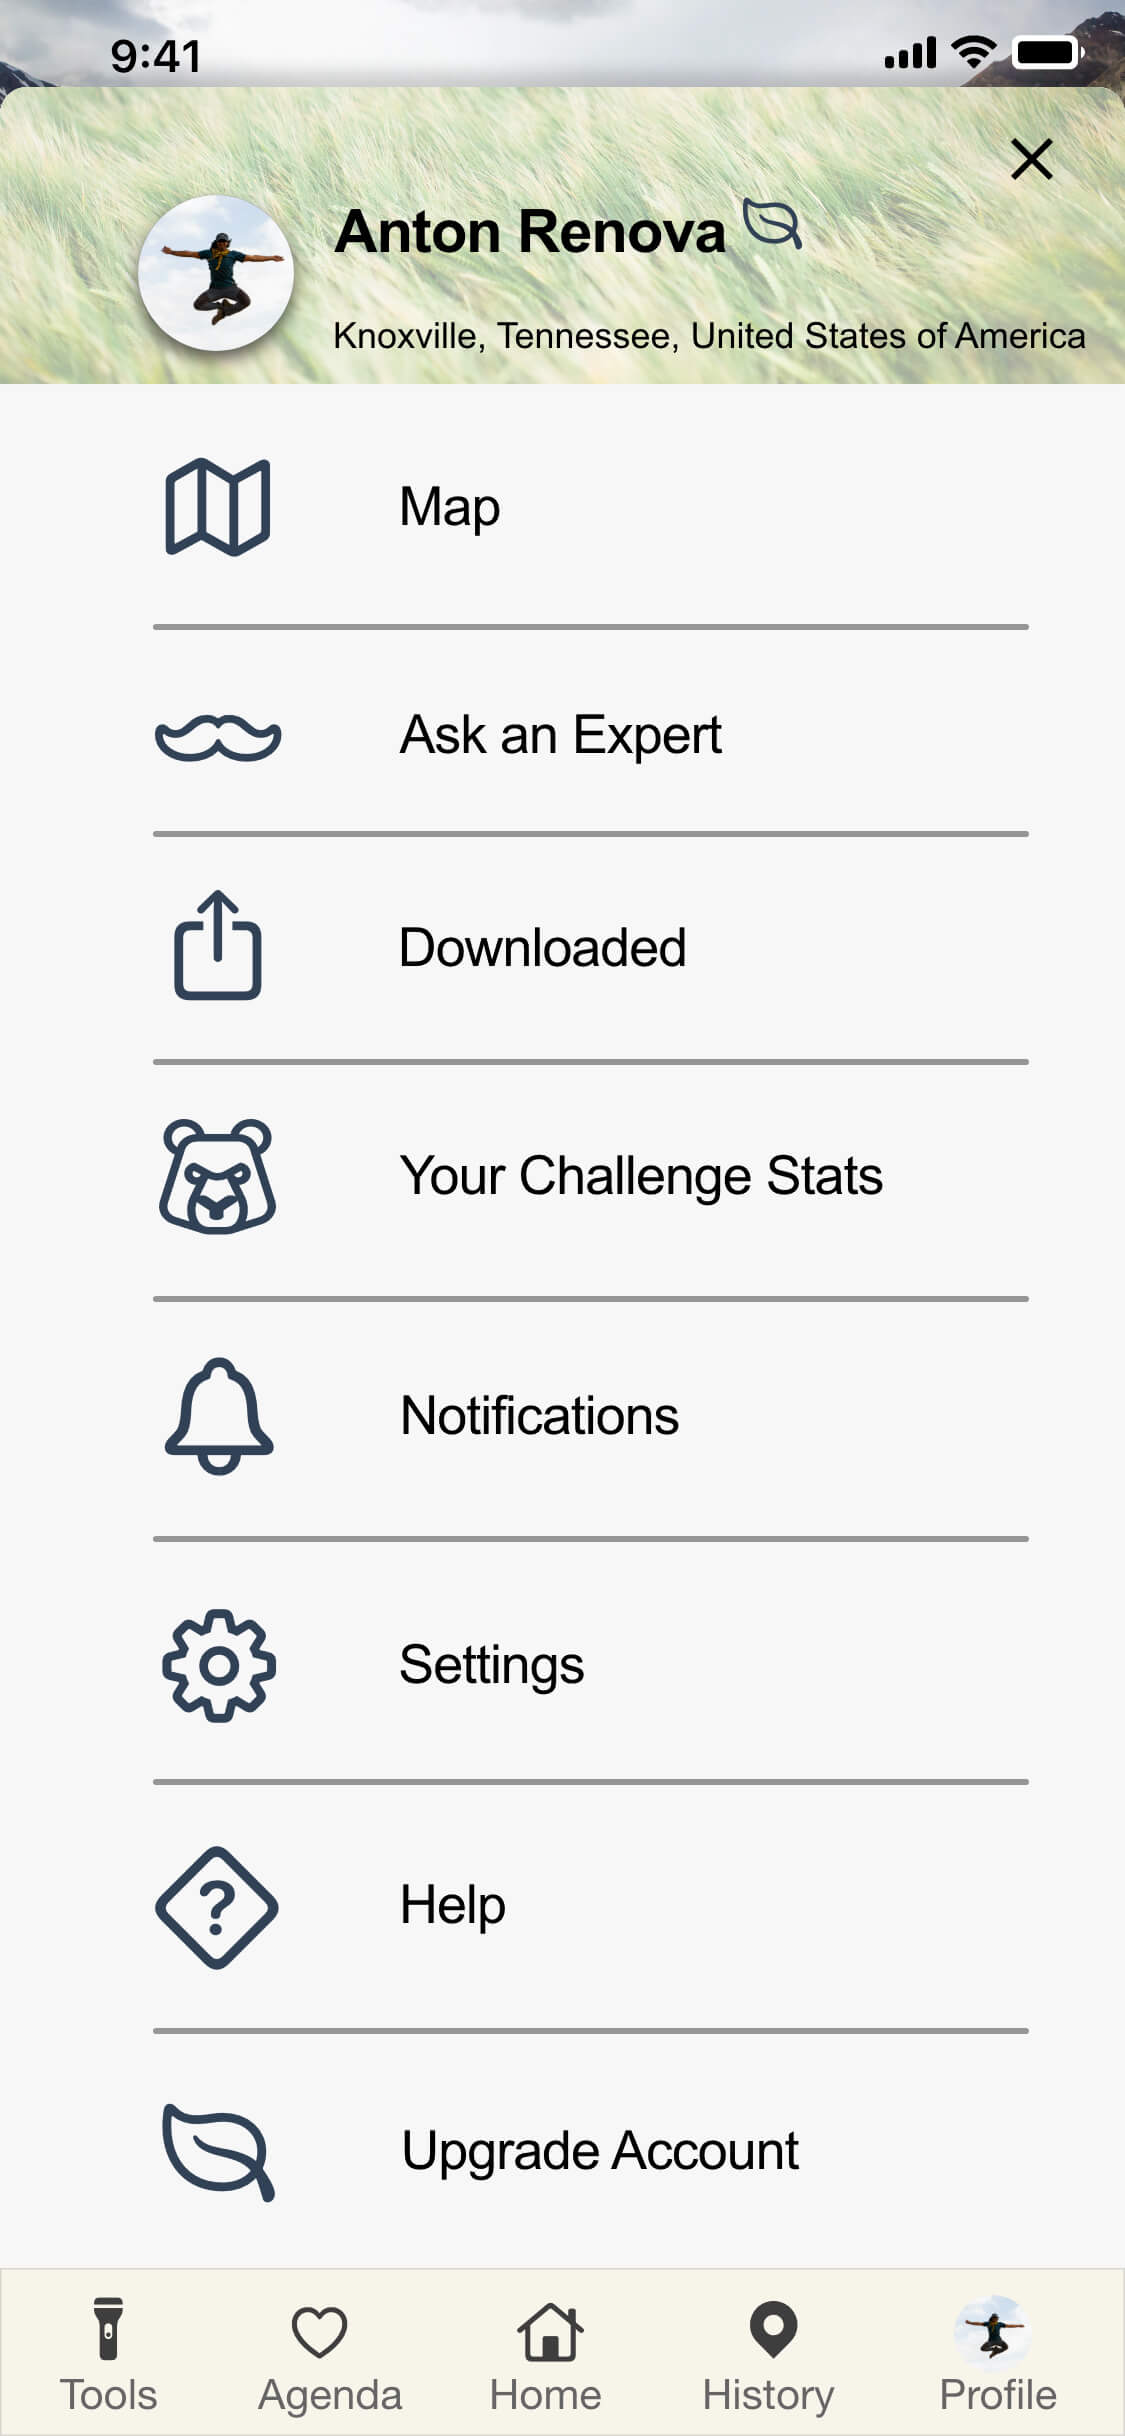 9:41
Anton Renova
Knoxville, Tennessee, United States of America
Map
Ask an Expert
Downloaded
Your Challenge Stats
Notifications
Settings
?
Help
Upgrade Account
Tools
Agenda
Home
History
Profile